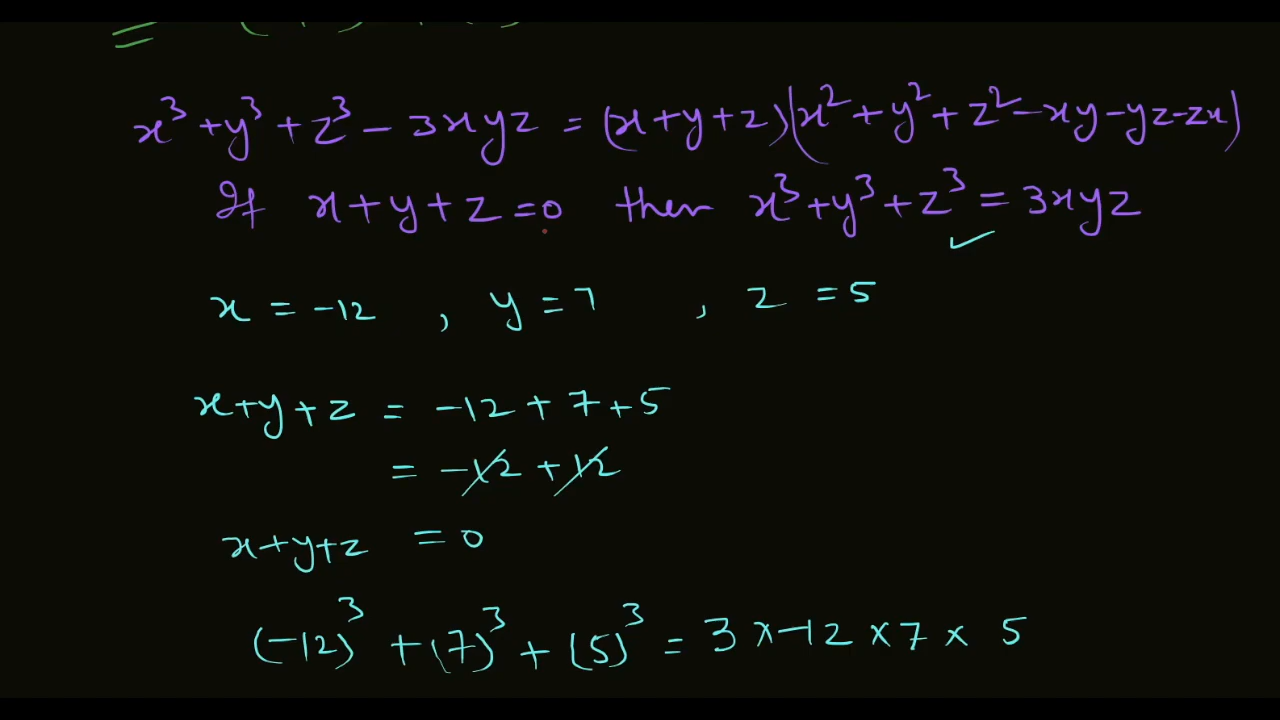 x³ + y³ + z³ - 3xyz = (x+y+z)(x² + y² + z² - xy - yz - zx)
If x+y+z=0 then x³ + y³ + z³ = 3xyz
x = -12 , y = 7 , z = 5
x+y+z = -12 + 7 + 5
= -12 + 12
x+y+z = 0
(-12)³ + (7)³ + (5)³ = 3 x -12 x 7 x 5